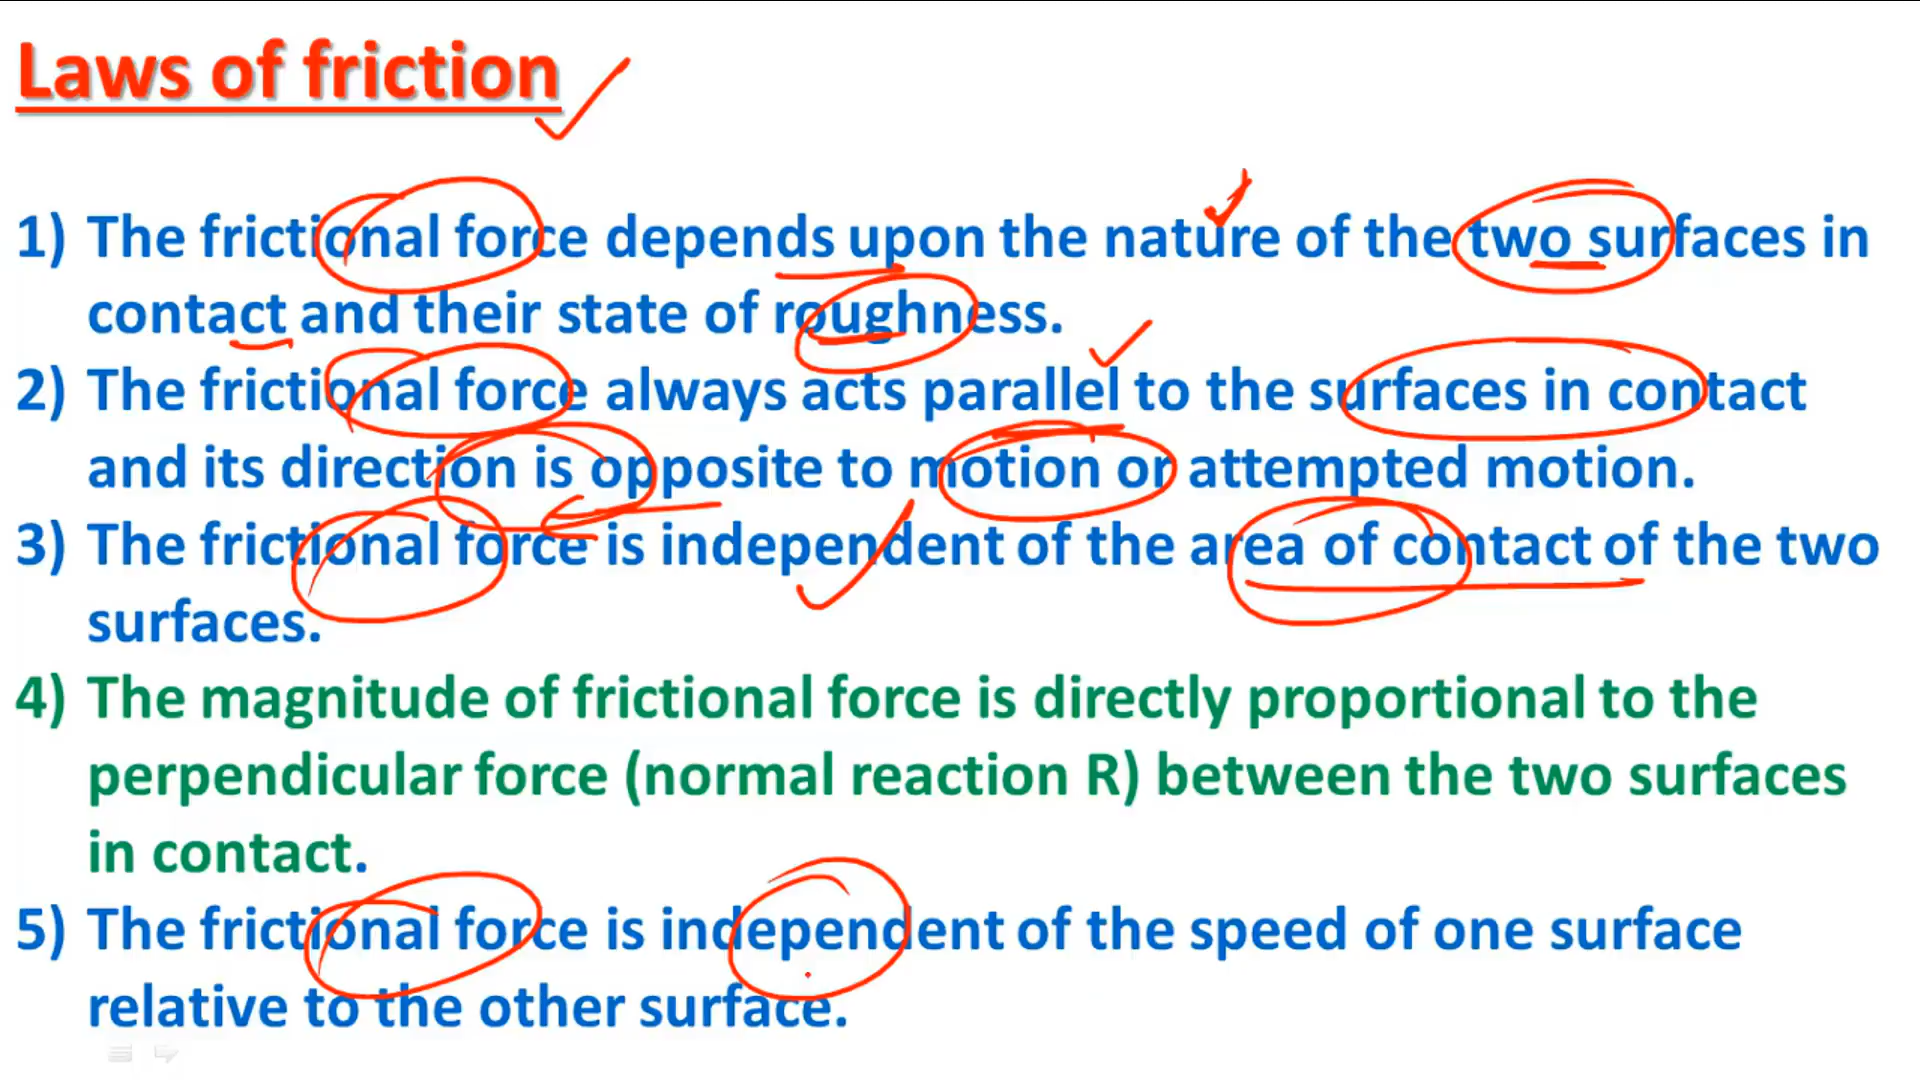 Laws of friction
1) The frictional force depends upon the nature of the two surfaces in
contact and their state of roughness.
2) The frictional force always acts parallel to the surfaces in contact
and its direction is opposite to motion or attempted motion.
3) The frictional force is independent of the area of contact of the two
surfaces.
4) The magnitude of frictional force is directly proportional to the
perpendicular force (normal reaction R) between the two surfaces
in contact.
5) The frictional force is independent of the speed of one surface
relative to the other surface.